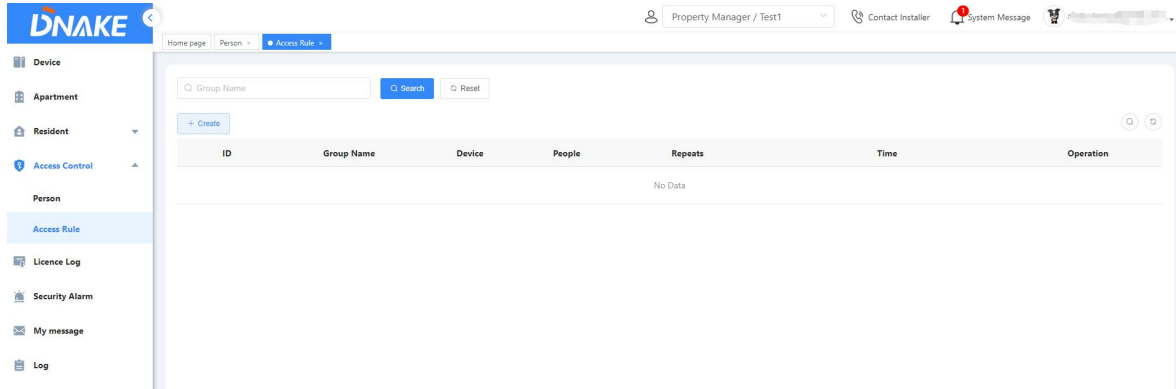 DNAKE
Property Manager / Test1
Contact Installer
1
System Message
Home page
Person ×
Access Rule ×
Device
Apartment
Resident
Access Control
Person
Access Rule
Licence Log
Security Alarm
My message
Log
Group Name
Search
Reset
+ Create
ID Group Name Device People Repeats Time Operation
No Data